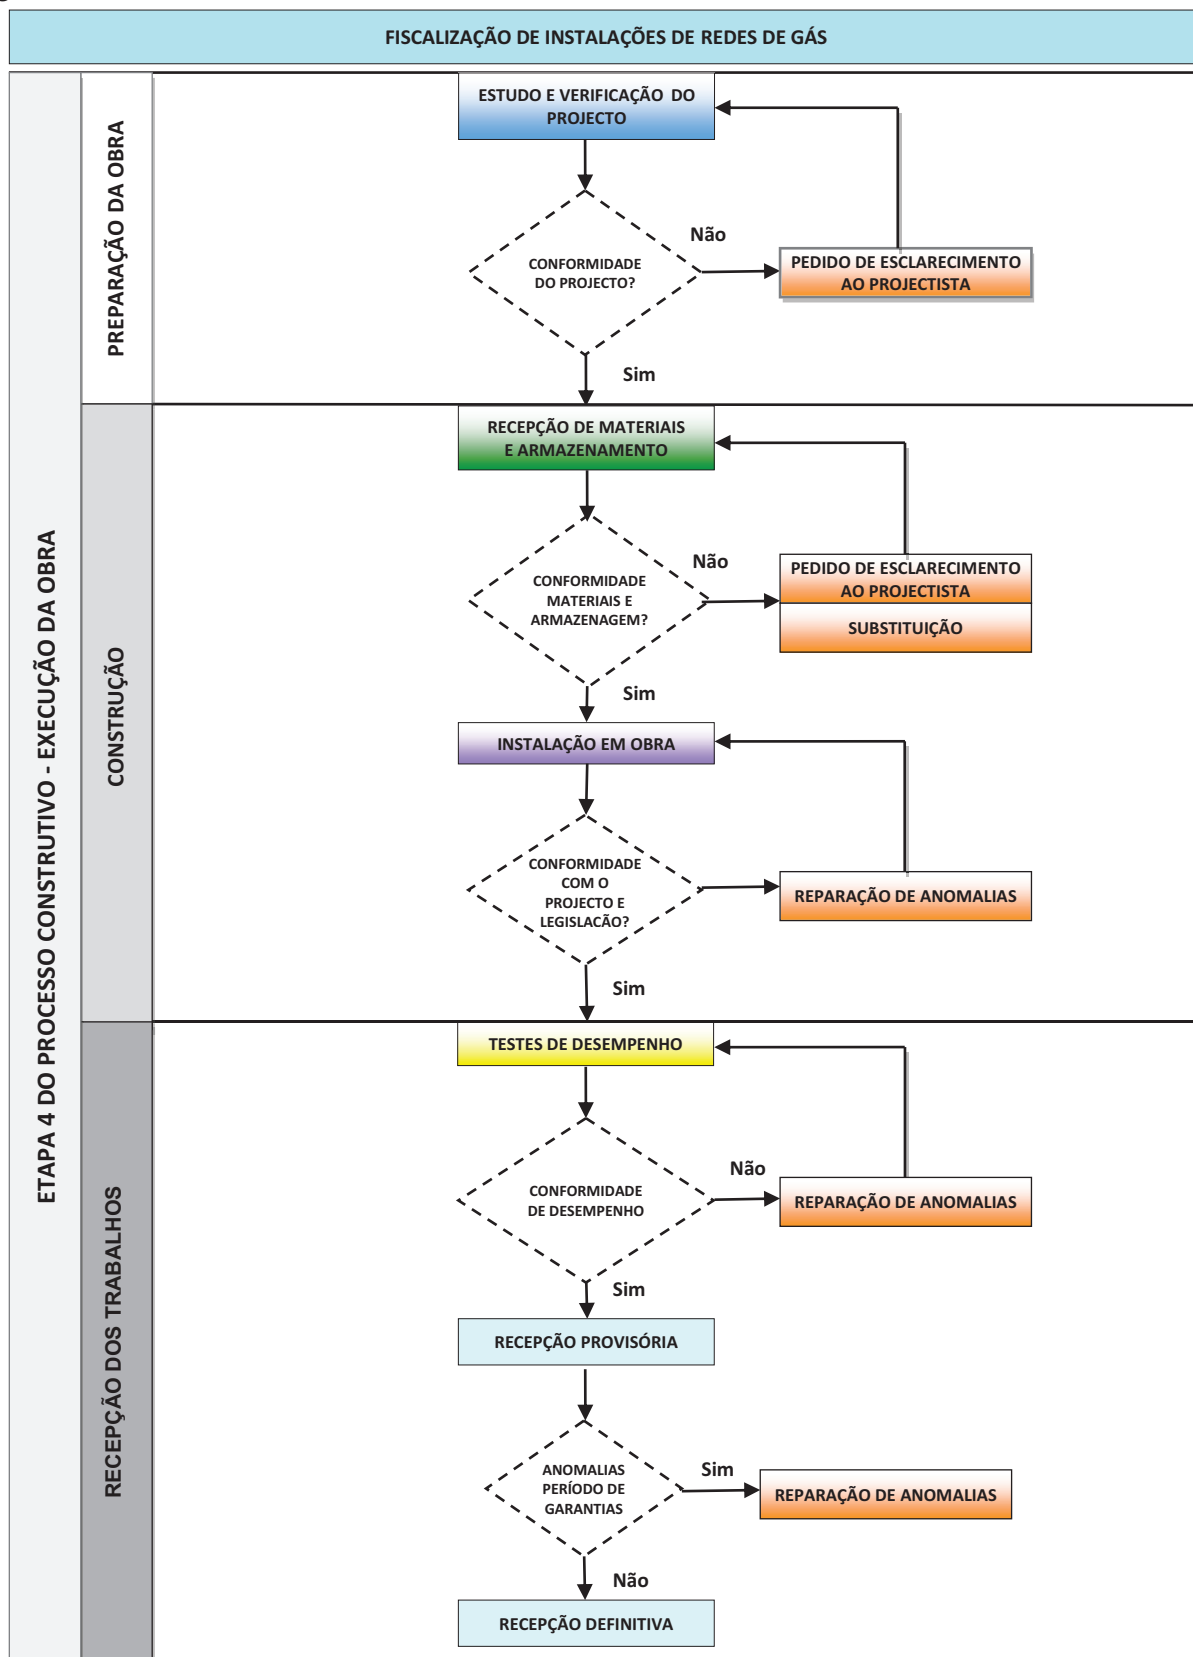 FISCALIZAÇÃO DE INSTALAÇÕES DE REDES DE GÁS
ETAPA 4 DO PROCESSO CONSTRUTIVO - EXECUÇÃO DA OBRA
PREPARAÇÃO DA OBRA
ESTUDO E VERIFICAÇÃO DO
PROJECTO
CONFORMIDADE
DO PROJECTO?
Não
PEDIDO DE ESCLARECIMENTO
AO PROJECTISTA
Sim
CONSTRUÇÃO
RECEPÇÃO DE MATERIAIS
E ARMAZENAMENTO
CONFORMIDADE
MATERIAIS E
ARMAZENAGEM?
Não
PEDIDO DE ESCLARECIMENTO
AO PROJECTISTA
SUBSTITUIÇÃO
Sim
INSTALAÇÃO EM OBRA
CONFORMIDADE
COM O
PROJECTO E
LEGISLACÃO?
REPARAÇÃO DE ANOMALIAS
Sim
RECEPÇÃO DOS TRABALHOS
TESTES DE DESEMPENHO
CONFORMIDADE
DE DESEMPENHO
Não
REPARAÇÃO DE ANOMALIAS
Sim
RECEPÇÃO PROVISÓRIA
ANOMALIAS
PERÍODO DE
GARANTIAS
Sim
REPARAÇÃO DE ANOMALIAS
Não
RECEPÇÃO DEFINITIVA